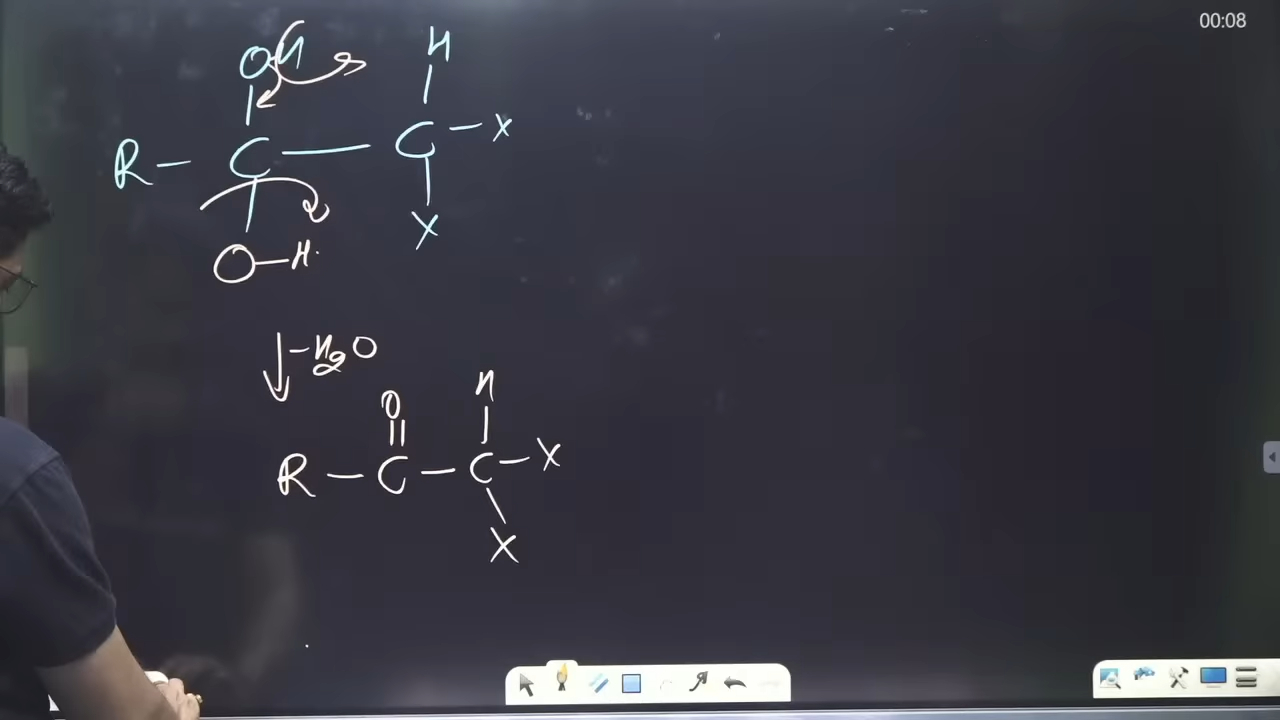 00:08
OH H
R - C - C - X
O-H X
-H2O
O H
R - C - C - X
X